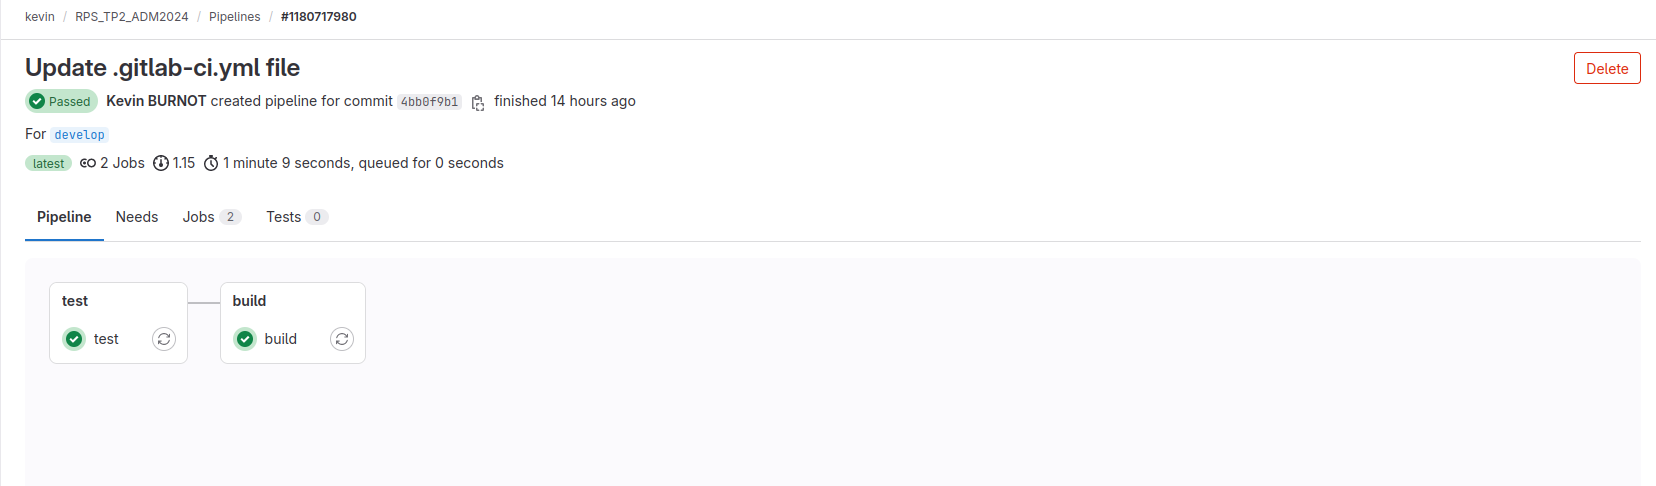 kevin / RPS_TP2_ADM2024 / Pipelines / #1180717980
Update .gitlab-ci.yml file
Delete
Passed Kevin BURNOT created pipeline for commit 4bb0f9b1 finished 14 hours ago
For develop
latest 2 Jobs 1.15 1 minute 9 seconds, queued for 0 seconds
Pipeline Needs Jobs 2 Tests 0
test build
test build